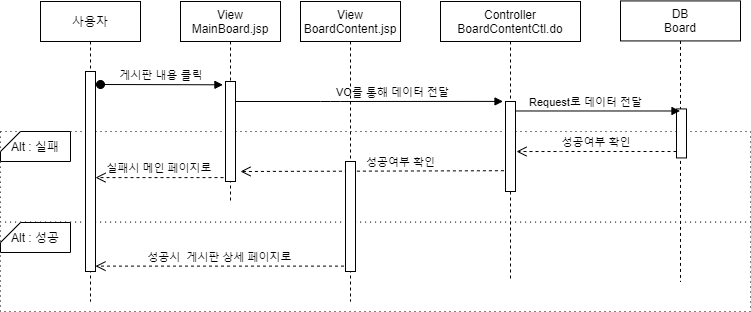 사용자
View
MainBoard.jsp
View
BoardContent.jsp
Controller
BoardContentCtl.do
DB
Board
게시판 내용 클릭
VO를 통해 데이터 전달
Request로 데이터 전달
Alt : 실패
성공여부 확인
실패시 메인 페이지로
성공여부 확인
Alt : 성공
성공시 게시판 상세 페이지로